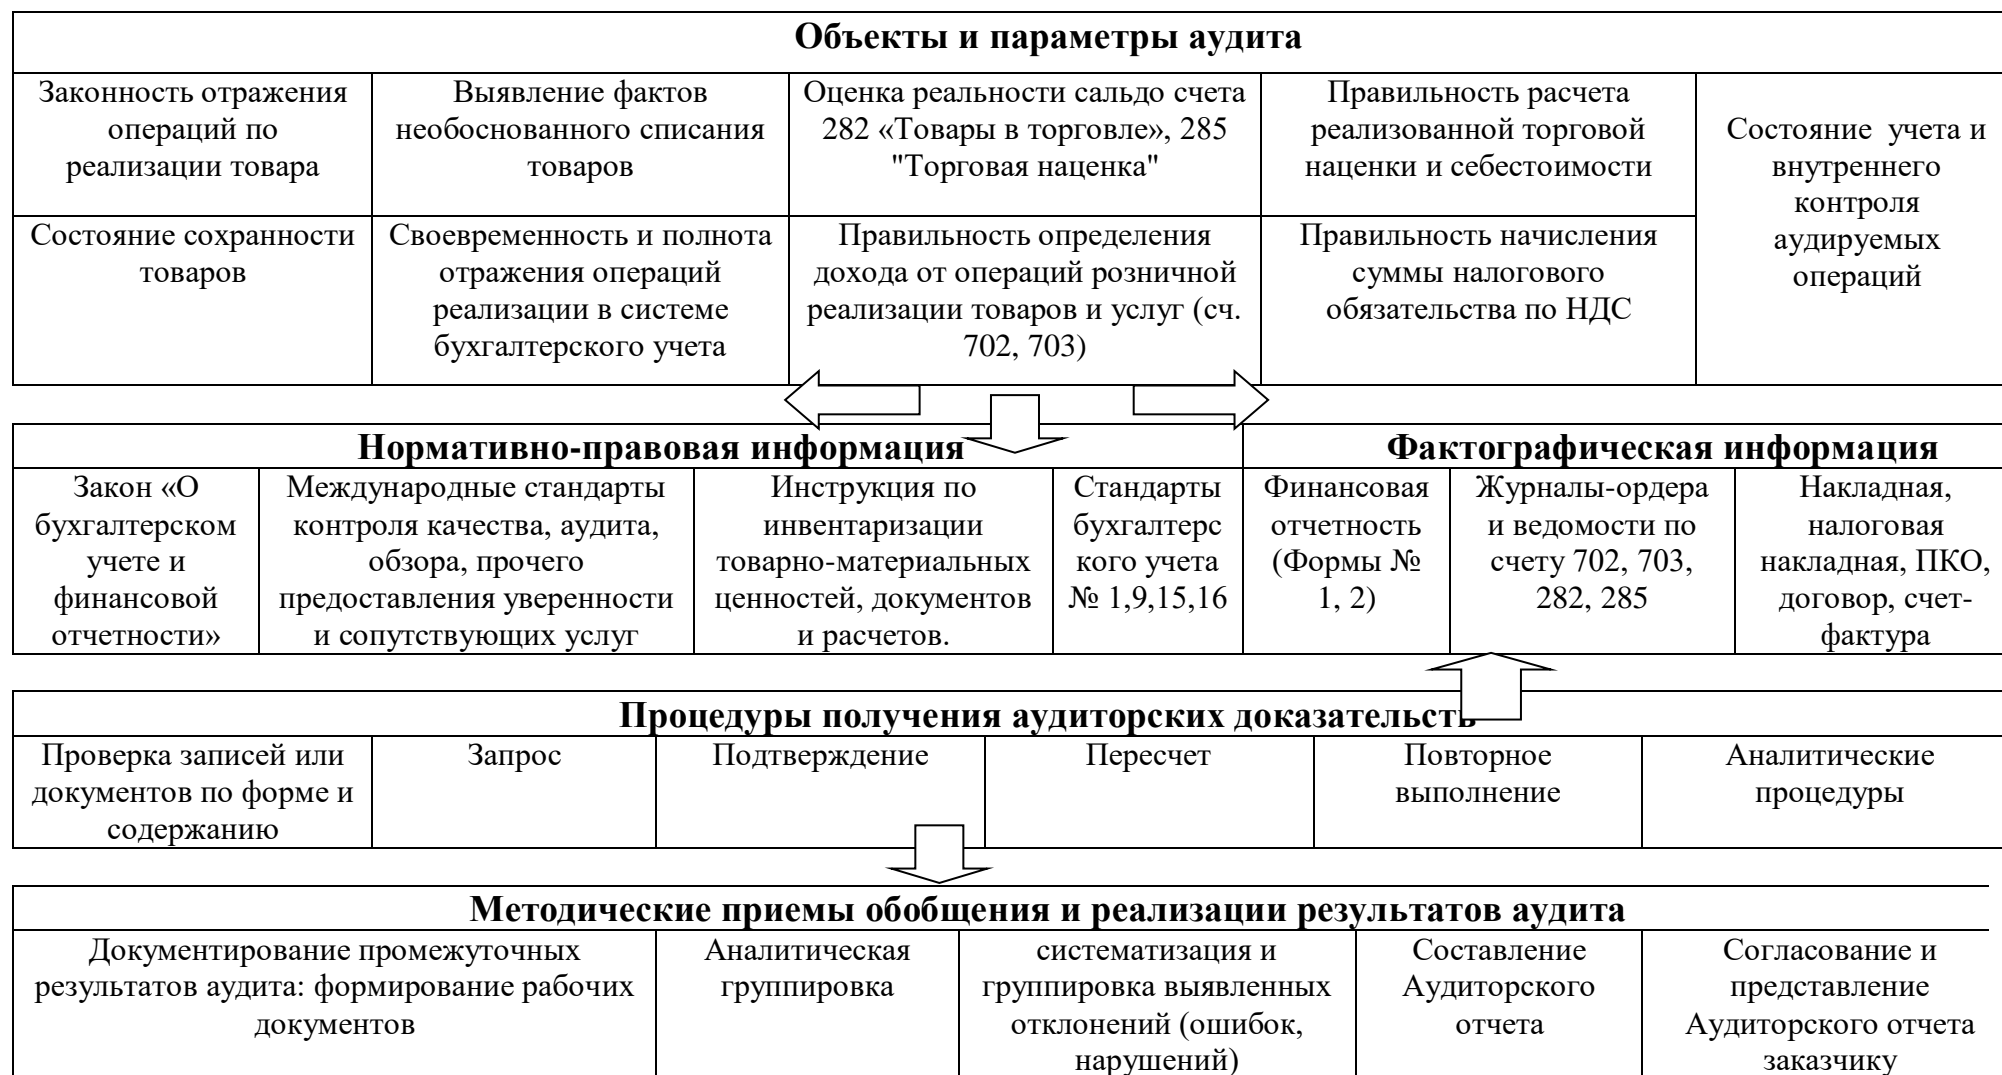 Объекты и параметры аудита
Законность отражения
операций по
реализации товара
Выявление фактов
необоснованного списания
товаров
Оценка реальности сальдо счета
282 «Товары в торговле», 285
"Торговая наценка"
Правильность расчета
реализованной торговой
наценки и себестоимости
Состояние учета и
внутреннего
контроля
аудируемых
операций
Состояние сохранности
товаров
Своевременность и полнота
отражения операций
реализации в системе
бухгалтерского учета
Правильность определения
дохода от операций розничной
реализации товаров и услуг (сч.
702, 703)
Правильность начисления
суммы налогового
обязательства по НДС
Нормативно-правовая информация
Фактографическая информация
Закон «О
бухгалтерском
учете и
финансовой
отчетности»
Международные стандарты
контроля качества, аудита,
обзора, прочего
предоставления уверенности
и сопутствующих услуг
Инструкция по
инвентаризации
товарно-материальных
ценностей, документов
и расчетов.
Стандарты
бухгалтерс
кого учета
№ 1,9,15,16
Финансовая
отчетность
(Формы №
1, 2)
Журналы-ордера
и ведомости по
счету 702, 703,
282, 285
Накладная,
налоговая
накладная, ПКО,
договор, счет-
фактура
Процедуры получения аудиторских доказательств
Проверка записей или
документов по форме и
содержанию
Запрос
Подтверждение
Пересчет
Повторное
выполнение
Аналитические
процедуры
Методические приемы обобщения и реализации результатов аудита
Документирование промежуточных
результатов аудита: формирование рабочих
документов
Аналитическая
группировка
систематизация и
группировка выявленных
отклонений (ошибок,
нарушений)
Составление
Аудиторского
отчета
Согласование и
представление
Аудиторского отчета
заказчику